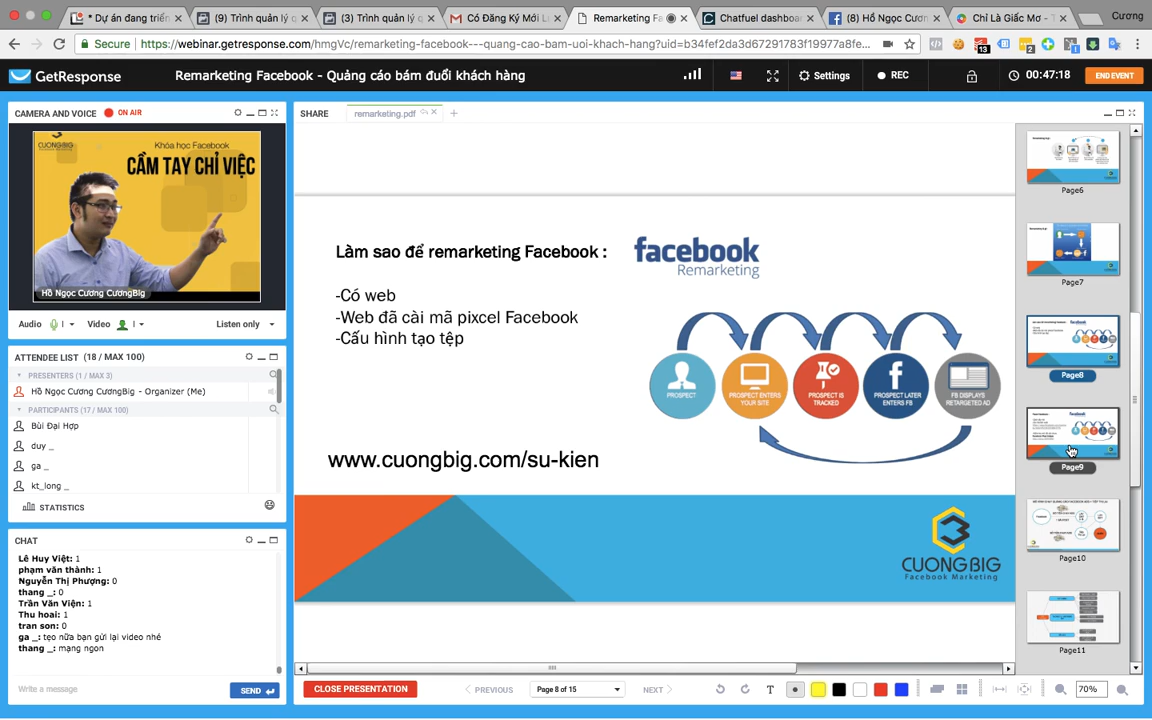 Dự án đang triển
(9) Trình quản lý q
(3) Trình quản lý q
Có Đăng Ký Mới L
Remarketing Fa
Chatfuel dashboa
(8) Hồ Ngọc Cươn
Chỉ Là Giấc Mơ - T
Cương
Secure
https://webinar.getresponse.com/hmgVc/remarketing-facebook---quang-cao-bam-uoi-khach-hang?uid=b34fef2da3d67291783f19977a8fe...
GetResponse
Remarketing Facebook - Quảng cáo bám đuổi khách hàng
Settings
REC
00:47:18
END EVENT
CAMERA AND VOICE
ON AIR
CUONGBIG
Khóa học Facebook
CẦM TAY CHỈ VIỆC
Hồ Ngọc Cương CươngBig
Audio
Video
Listen only
ATTENDEE LIST (18 / MAX 100)
PRESENTERS (1 / MAX 3)
Hồ Ngọc Cương CươngBig - Organizer (Me)
PARTICIPANTS (17 / MAX 100)
Bùi Đại Hợp
duy _
ga _
kt_long _
STATISTICS
CHAT
Lê Huy Việt: 1
phạm văn thành: 1
Nguyễn Thị Phượng: 0
thang _: 0
Trần Văn Viện: 1
Thu hoai: 1
tran son: 0
ga _: tẹo nữa bạn gửi lại video nhé
thang _: mạng ngon
Write a message
SEND
SHARE
remarketing.pdf
Làm sao để remarketing Facebook :
-Có web
-Web đã cài mã pixcel Facebook
-Cấu hình tạo tệp
www.cuongbig.com/su-kien
facebook
Remarketing
PROSPECT
PROSPECT ENTERS YOUR SITE
PROSPECT IS TRACKED
PROSPECT LATER ENTERS FB
FB DISPLAYS RETARGETED AD
CUONGBIG
Facebook Marketing
Page6
Page7
Page8
Page9
Page10
Page11
CLOSE PRESENTATION
PREVIOUS
Page 8 of 15
NEXT
T
70%